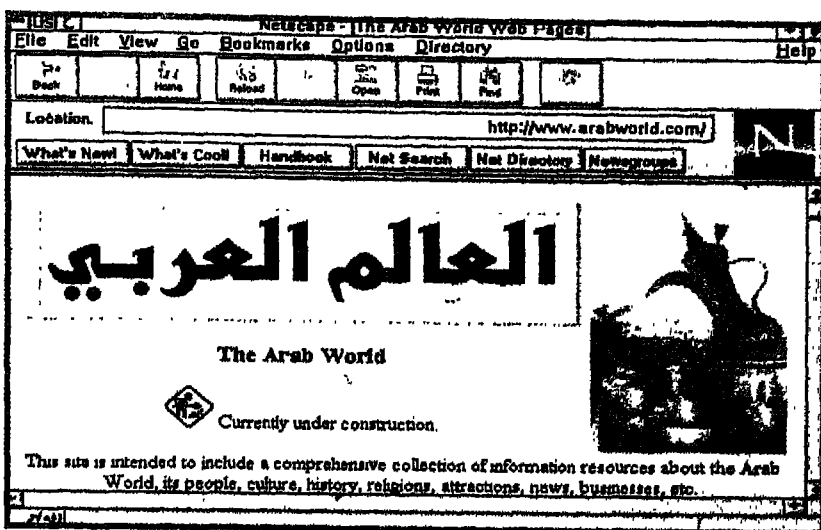 Netscape - [The Arab World Web Pages]
File Edit View Go Bookmarks Options Directory Help
Back Home Reload Open Print Find
Location. http://www.arabworld.com/
N
What's New! What's Cool! Handbook Net Search Net Directory Newsgroups
العالم العربي
The Arab World
Currently under construction.
This site is intended to include a comprehensive collection of information resources about the Arab
World, its people, culture, history, religions, attractions, news, businesses, etc.